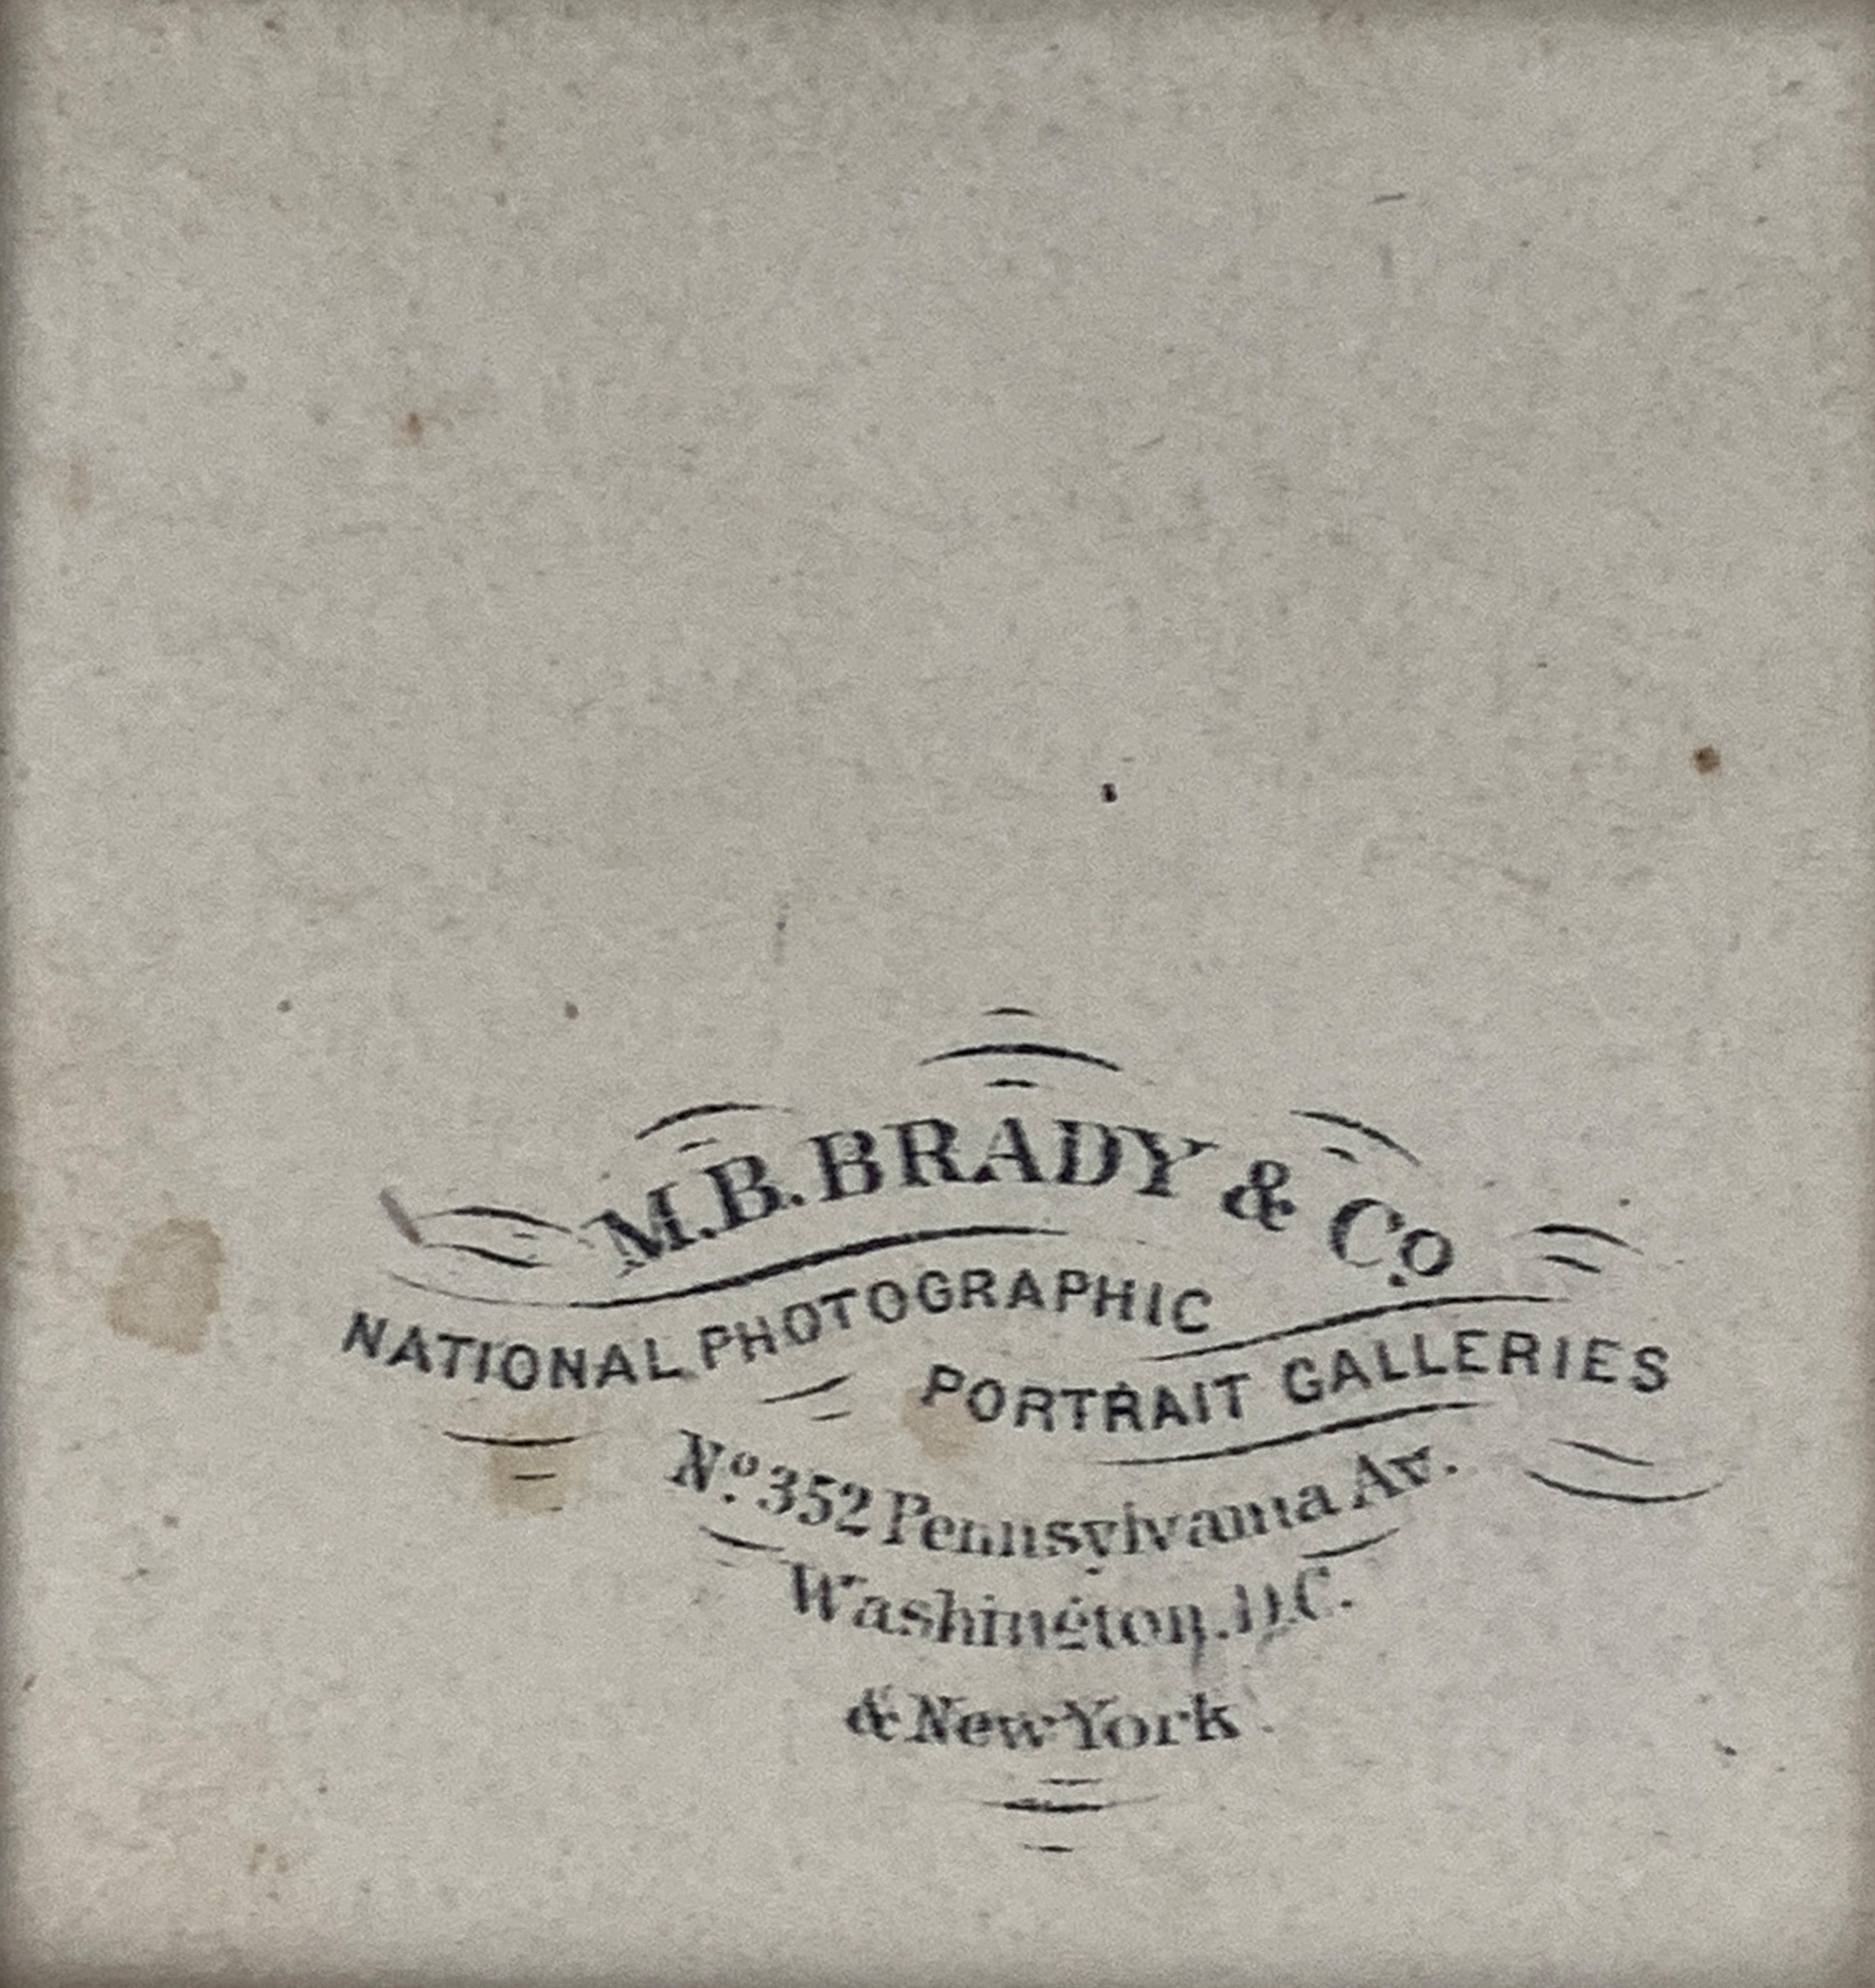 M.B. BRADY & Co.
NATIONAL PHOTOGRAPHIC
PORTRAIT GALLERIES
No. 352 Pennsylvania Av.
Washington, D.C.
& New York.